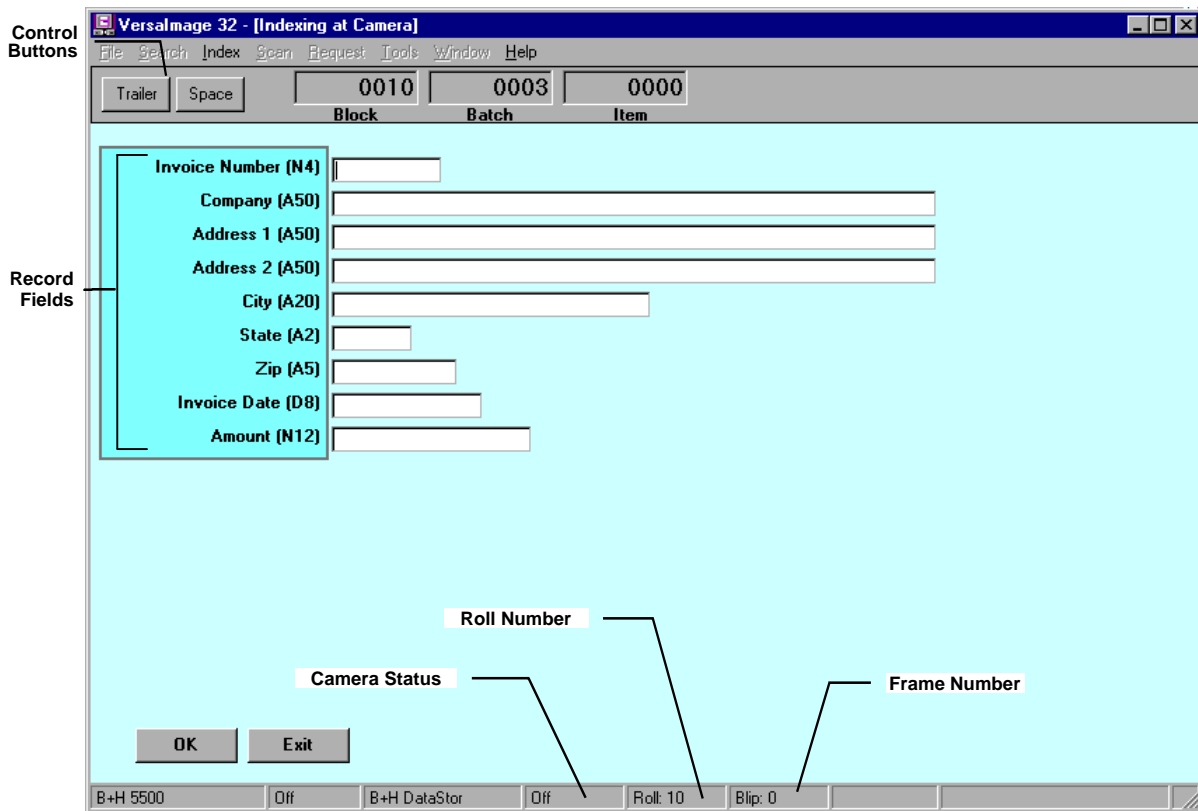 Control
Buttons
VersaImage 32 - [Indexing at Camera]
File Search Index Scan Request Tools Window Help
Trailer Space 0010 0003 0000
Block Batch Item
Invoice Number (N4)
Company (A50)
Address 1 (A50)
Address 2 (A50)
Record
Fields
City (A20)
State (A2)
Zip (A5)
Invoice Date (D8)
Amount (N12)
Roll Number
Camera Status
Frame Number
OK Exit
B+H 5500 Off B+H DataStor Off Roll: 10 Blip: 0